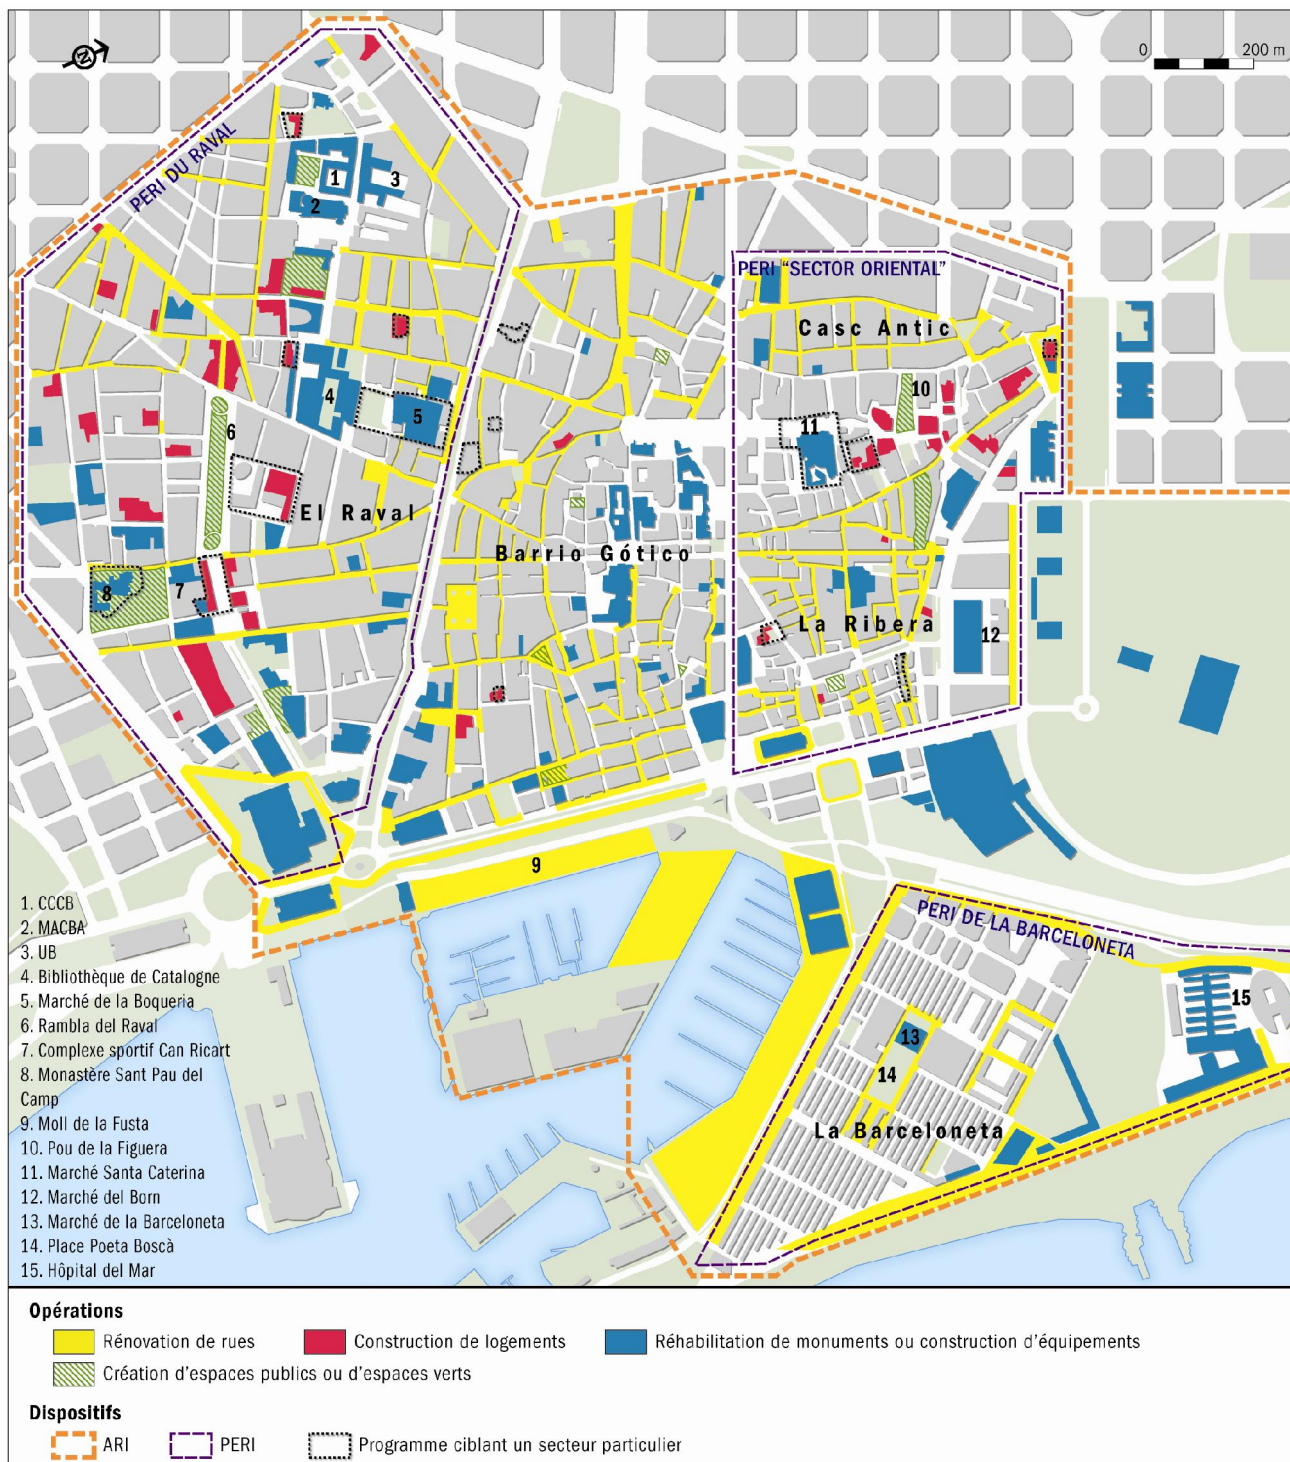 N
0 200 m
PERI DU RAVAL
1
3
2
PERI "SECTOR ORIENTAL"
Casc Antic
10
4
5
6
11
El Raval
Barrio Gótico
8
7
La Ribera
12
9
PERI DE LA BARCELONETA
15
13
14
La Barceloneta
1. CCCB
2. MACBA
3. UB
4. Bibliothèque de Catalogne
5. Marché de la Boqueria
6. Rambla del Raval
7. Complexe sportif Can Ricart
8. Monastère Sant Pau del
Camp
9. Moll de la Fusta
10. Pou de la Figuera
11. Marché Santa Caterina
12. Marché del Born
13. Marché de la Barceloneta
14. Place Poeta Boscà
15. Hôpital del Mar
Opérations
Rénovation de rues
Construction de logements
Réhabilitation de monuments ou construction d'équipements
Création d'espaces publics ou d'espaces verts
Dispositifs
ARI
PERI
Programme ciblant un secteur particulier